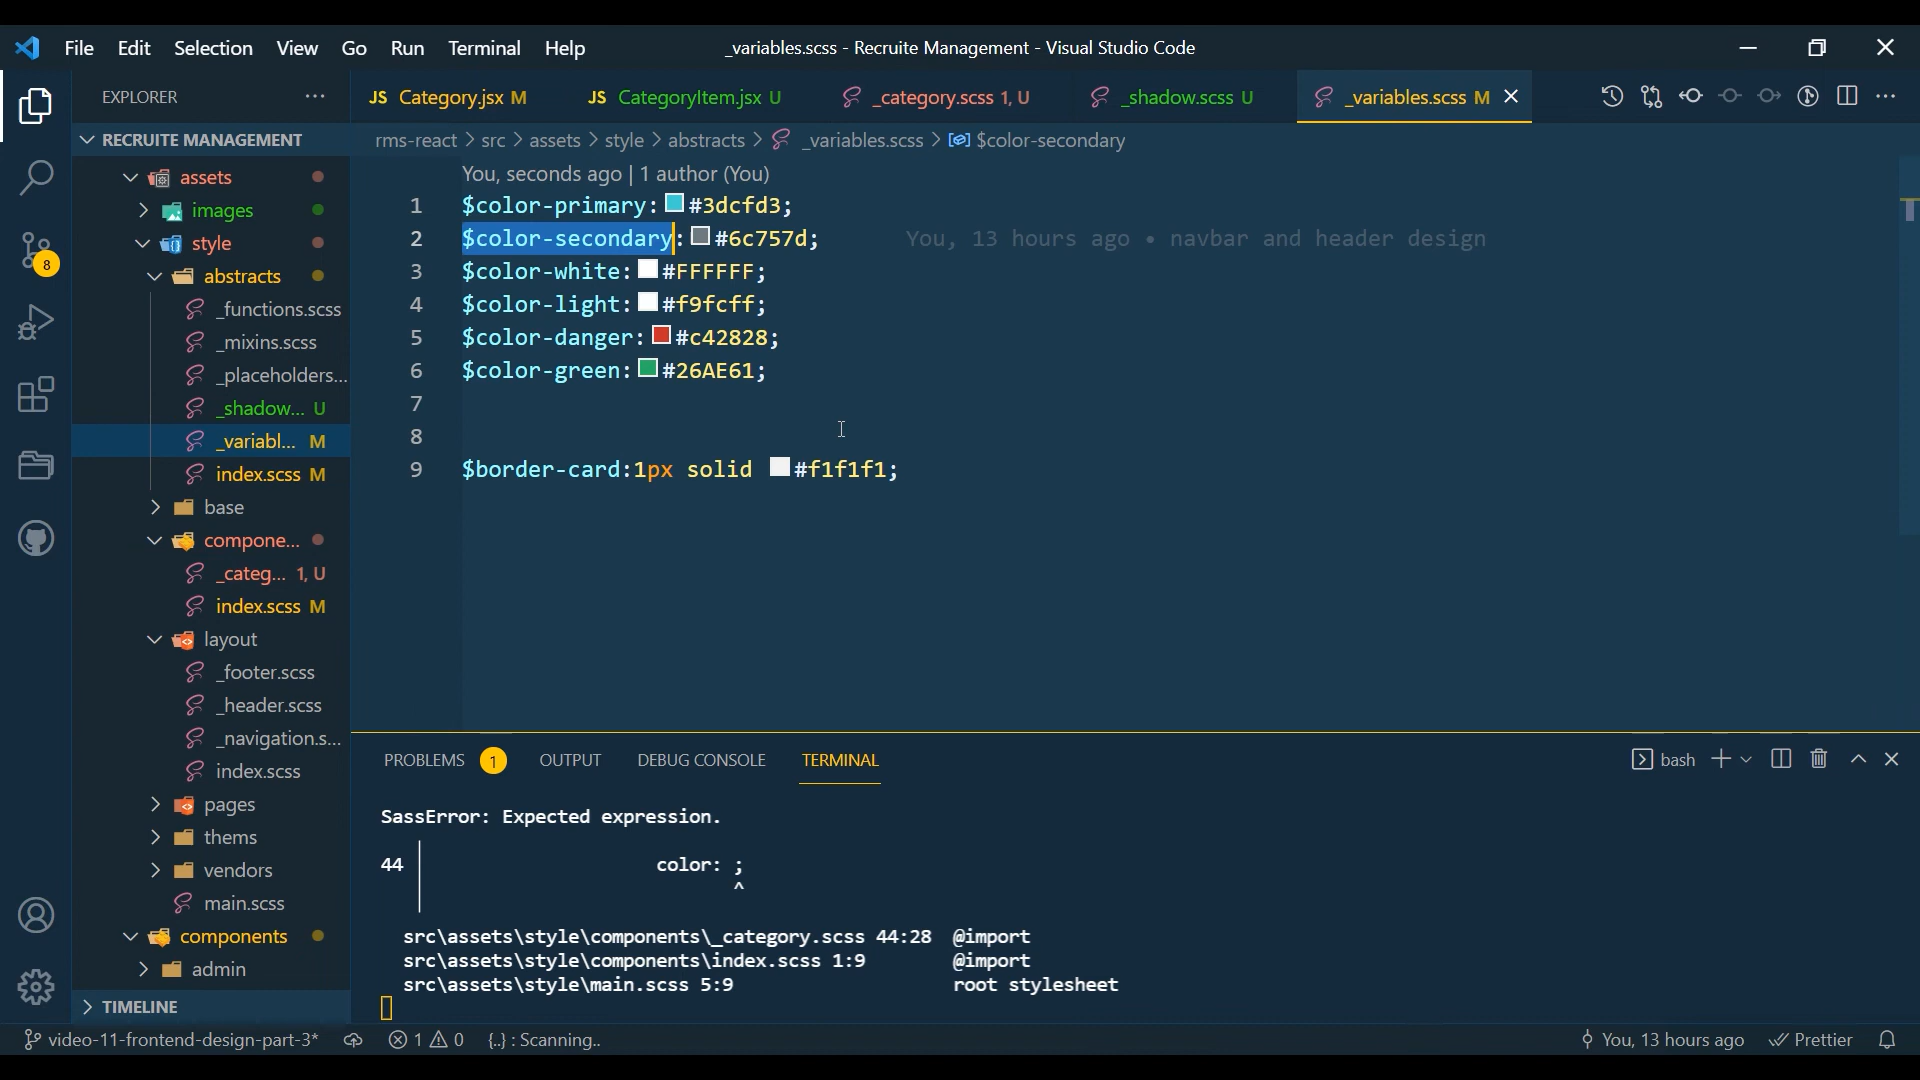 File Edit Selection View Go Run Terminal Help
_variables.scss - Recruite Management - Visual Studio Code
EXPLORER
RECRUITE MANAGEMENT
assets
images
style
abstracts
_functions.scss
_mixins.scss
_placeholders...
_shadow... U
_variabl... M
index.scss M
base
compone...
_categ... 1, U
index.scss M
layout
_footer.scss
_header.scss
_navigation.s...
index.scss
pages
thems
vendors
main.scss
components
admin
TIMELINE
8
JS Category.jsx M
JS CategoryItem.jsx U
_category.scss 1, U
_shadow.scss U
_variables.scss M
rms-react > src > assets > style > abstracts > _variables.scss > $color-secondary
You, seconds ago | 1 author (You)
1 $color-primary: #3dcfd3;
2 $color-secondary: #6c757d; You, 13 hours ago • navbar and header design
3 $color-white: #FFFFFF;
4 $color-light: #f9fcff;
5 $color-danger: #c42828;
6 $color-green: #26AE61;
7
8
9 $border-card:1px solid #f1f1f1;
PROBLEMS 1 OUTPUT DEBUG CONSOLE TERMINAL
bash
SassError: Expected expression.
44 │ color: ;
^
src\assets\style\components\_category.scss 44:28 @import
src\assets\style\components\index.scss 1:9 @import
src\assets\style\main.scss 5:9 root stylesheet
video-11-frontend-design-part-3* 1 0 {..} : Scanning..
You, 13 hours ago Prettier